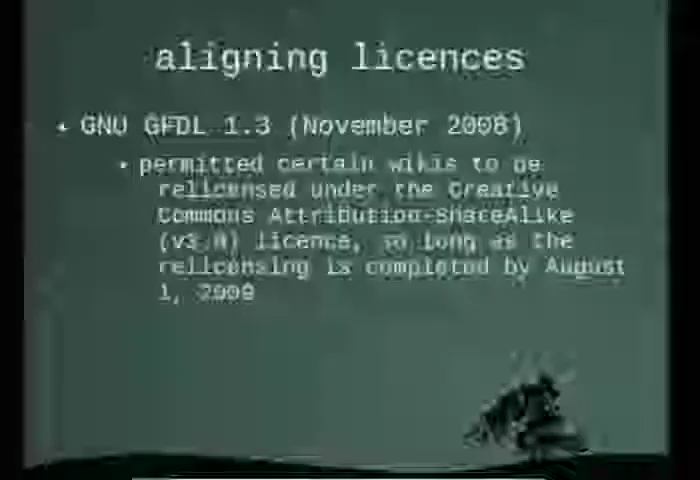 aligning licences
• GNU GFDL 1.3 (November 2008)
• permitted certain wikis to be
relicensed under the Creative
Commons Attribution-ShareAlike
(v3.0) licence, so long as the
relicensing is completed by August
1, 2009